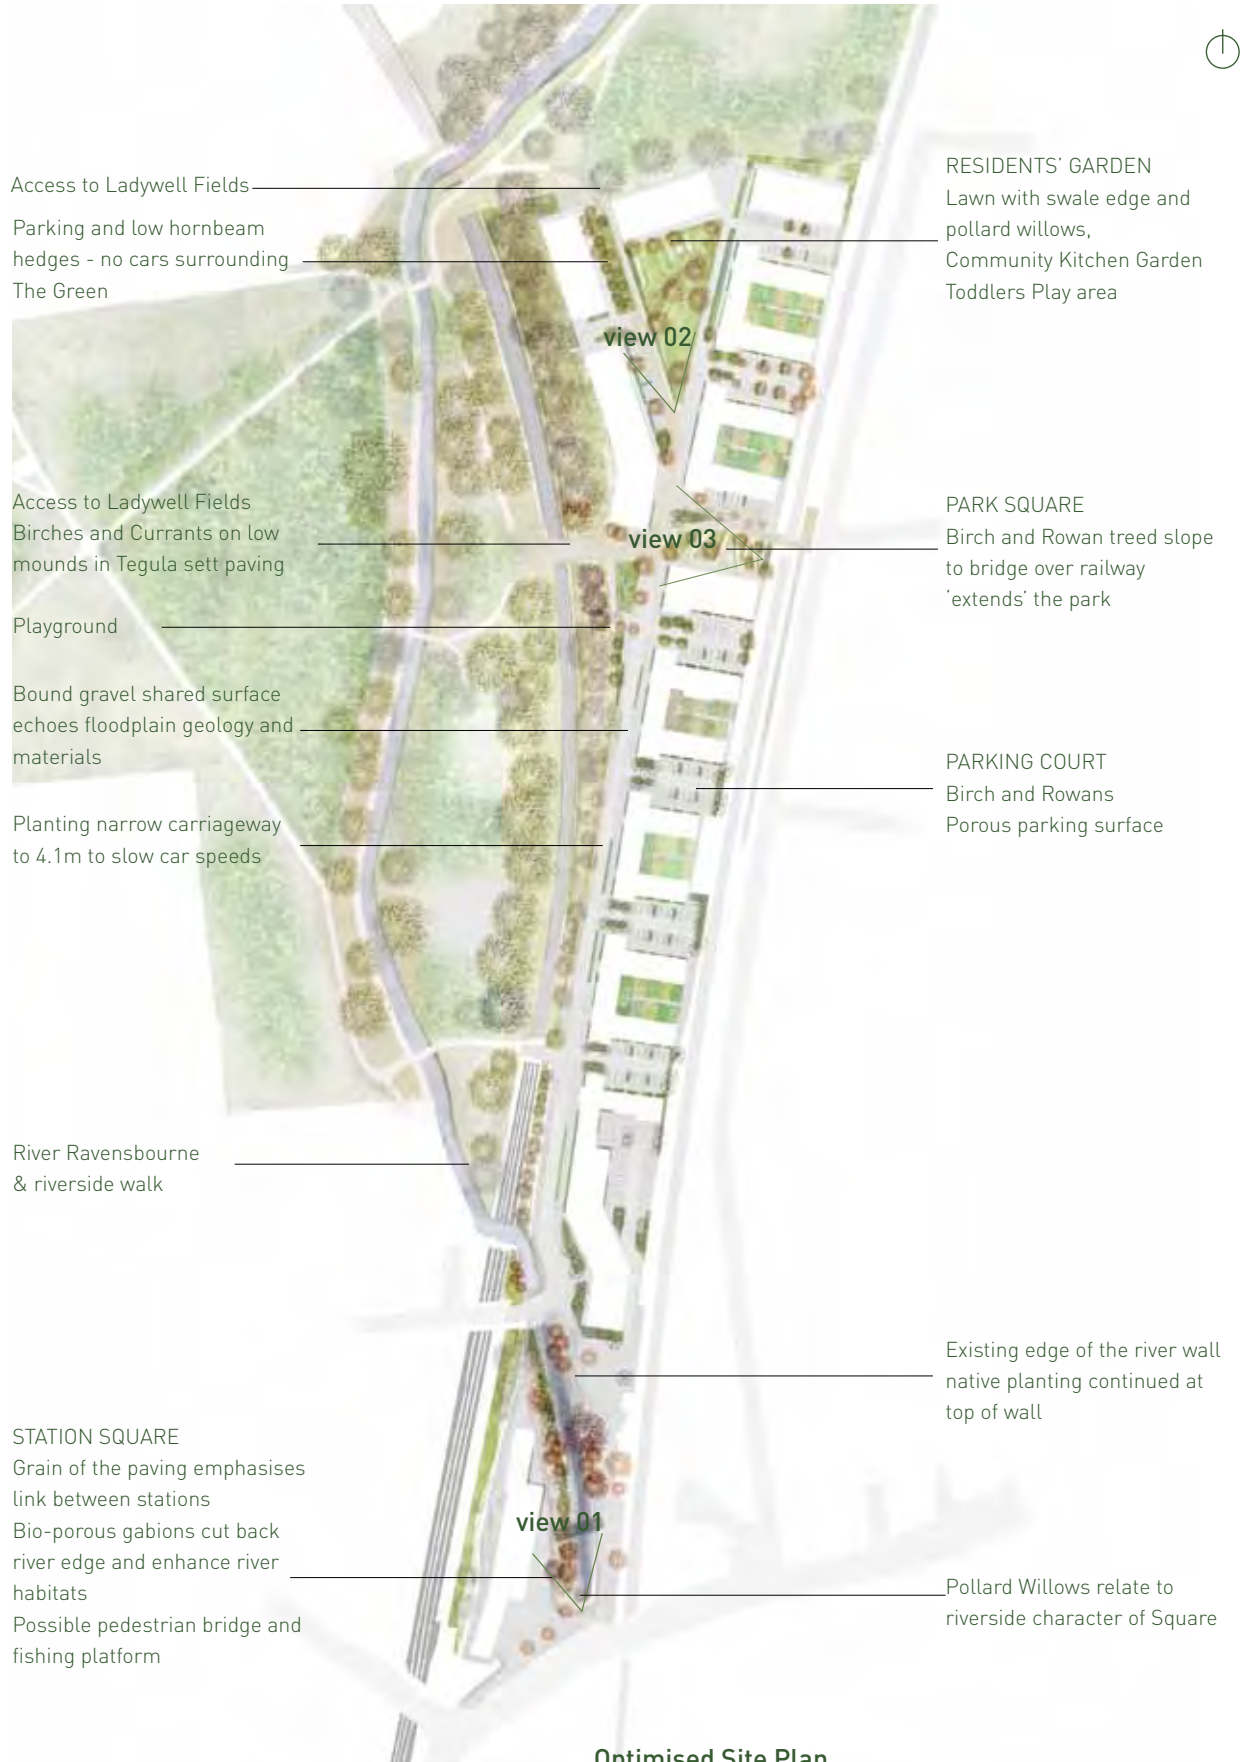 Access to Ladywell Fields
Parking and low hornbeam
hedges - no cars surrounding
The Green
Access to Ladywell Fields
Birches and Currants on low
mounds in Tegula sett paving
Playground
Bound gravel shared surface
echoes floodplain geology and
materials
Planting narrow carriageway
to 4.1m to slow car speeds
River Ravensbourne
& riverside walk
STATION SQUARE
Grain of the paving emphasises
link between stations
Bio-porous gabions cut back
river edge and enhance river
habitats
Possible pedestrian bridge and
fishing platform
view 02
view 03
view 01
RESIDENTS' GARDEN
Lawn with swale edge and
pollard willows,
Community Kitchen Garden
Toddlers Play area
PARK SQUARE
Birch and Rowan treed slope
to bridge over railway
'extends' the park
PARKING COURT
Birch and Rowans
Porous parking surface
Existing edge of the river wall
native planting continued at
top of wall
Pollard Willows relate to
riverside character of Square
Optimised Site Plan